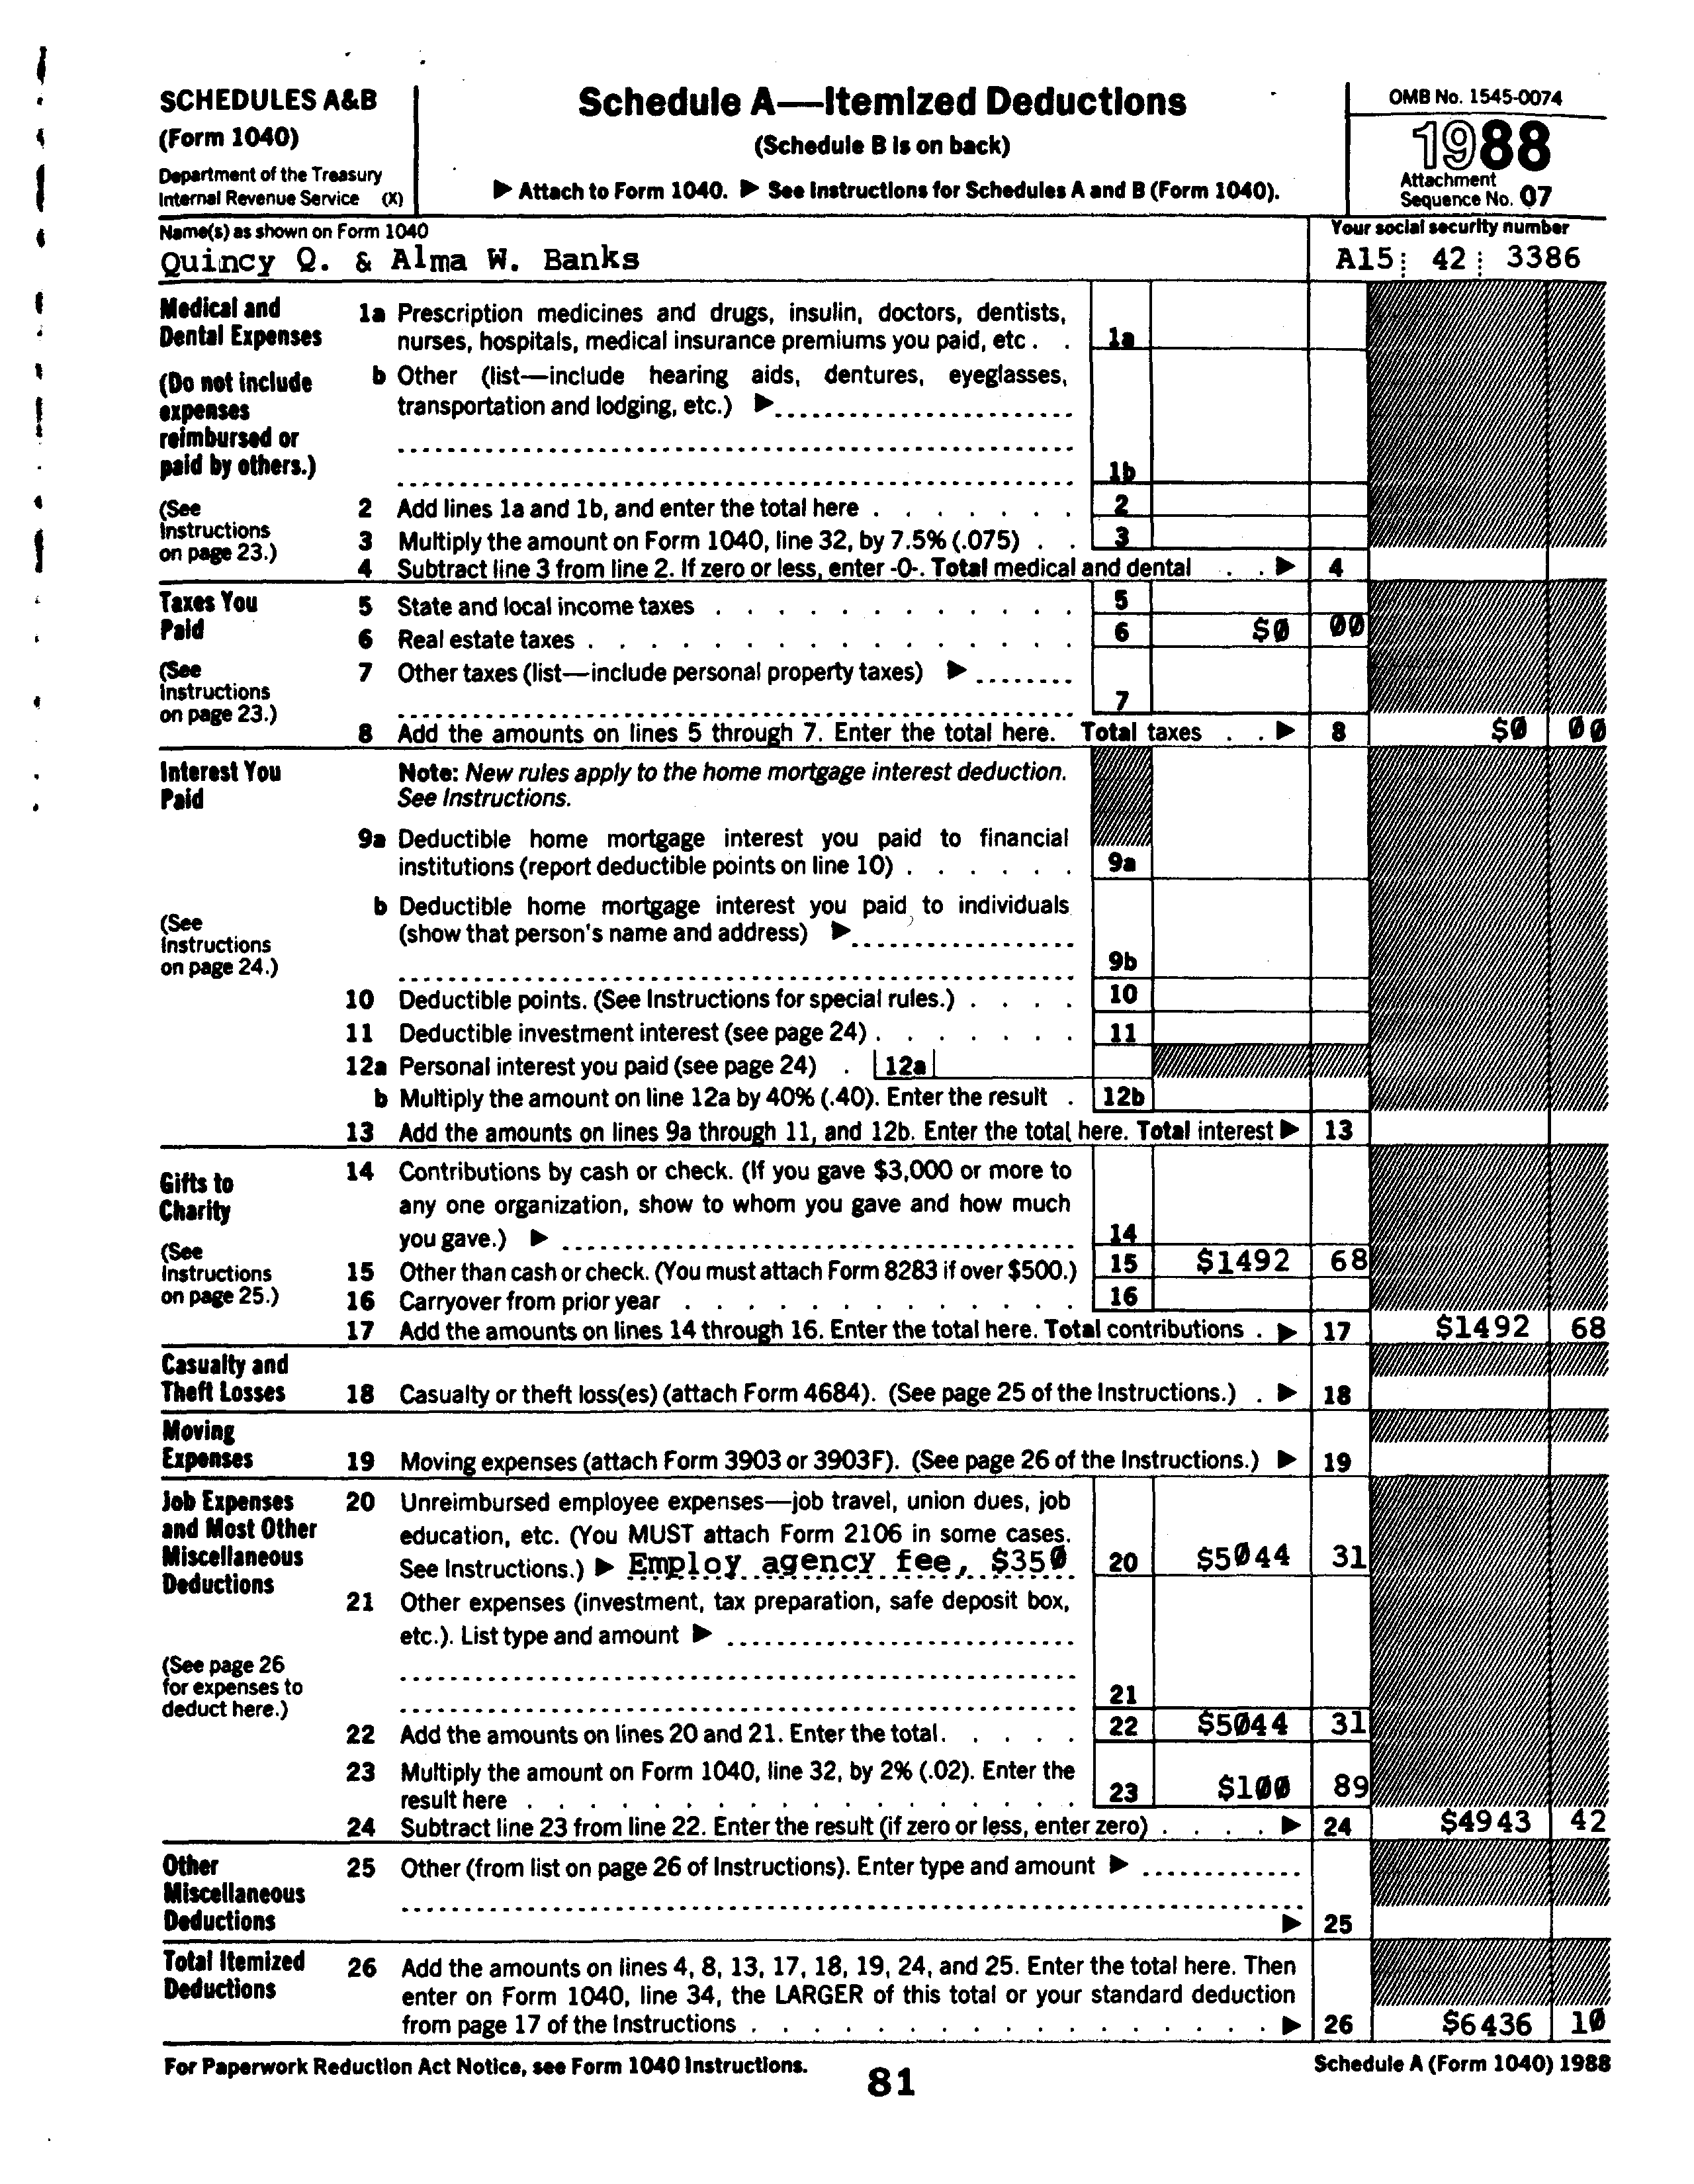 SCHEDULES A&B
(Form 1040)
Department of the Treasury
Internal Revenue Service (X)
Schedule A—Itemized Deductions
(Schedule B is on back)
▶ Attach to Form 1040. ▶ See Instructions for Schedules A and B (Form 1040).
OMB No. 1545-0074
1988
Attachment
Sequence No. 07
Name(s) as shown on Form 1040
Quincy Q. & Alma W. Banks
Your social security number
A15 42 3386
Medical and
Dental Expenses
(Do not include
expenses
reimbursed or
paid by others.)
(See
Instructions
on page 23.)
1a Prescription medicines and drugs, insulin, doctors, dentists,
nurses, hospitals, medical insurance premiums you paid, etc . . 1a
b Other (list—include hearing aids, dentures, eyeglasses,
transportation and lodging, etc.) ▶
1b
2 Add lines 1a and 1b, and enter the total here . . . . . . . 2
3 Multiply the amount on Form 1040, line 32, by 7.5% (.075) . . 3
4 Subtract line 3 from line 2. If zero or less, enter -0-. Total medical and dental . . ▶ 4
Taxes You
Paid
(See
Instructions
on page 23.)
5 State and local income taxes . . . . . . . . . . . . 5
6 Real estate taxes . . . . . . . . . . . . . . . . 6 $0 00
7 Other taxes (list—include personal property taxes) ▶
7
8 Add the amounts on lines 5 through 7. Enter the total here. Total taxes . . ▶ 8 $0 00
Interest You
Paid
(See
Instructions
on page 24.)
Note: New rules apply to the home mortgage interest deduction.
See Instructions.
9a Deductible home mortgage interest you paid to financial
institutions (report deductible points on line 10) . . . . . . 9a
b Deductible home mortgage interest you paid to individuals
(show that person's name and address) ▶
9b
10 Deductible points. (See Instructions for special rules.) . . . . 10
11 Deductible investment interest (see page 24) . . . . . . . 11
12a Personal interest you paid (see page 24) . 12a
b Multiply the amount on line 12a by 40% (.40). Enter the result . 12b
13 Add the amounts on lines 9a through 11, and 12b. Enter the total here. Total interest ▶ 13
Gifts to
Charity
(See
Instructions
on page 25.)
14 Contributions by cash or check. (If you gave $3,000 or more to
any one organization, show to whom you gave and how much
you gave.) ▶ 14
15 Other than cash or check. (You must attach Form 8283 if over $500.) 15 $1492 68
16 Carryover from prior year . . . . . . . . . . . . . 16
17 Add the amounts on lines 14 through 16. Enter the total here. Total contributions . ▶ 17 $1492 68
Casualty and
Theft Losses
18 Casualty or theft loss(es) (attach Form 4684). (See page 25 of the Instructions.) . ▶ 18
Moving
Expenses
19 Moving expenses (attach Form 3903 or 3903F). (See page 26 of the Instructions.) ▶ 19
Job Expenses
and Most Other
Miscellaneous
Deductions
(See page 26
for expenses to
deduct here.)
20 Unreimbursed employee expenses—job travel, union dues, job
education, etc. (You MUST attach Form 2106 in some cases.
See Instructions.) ▶ Employ agency fee, $350 20 $5044 31
21 Other expenses (investment, tax preparation, safe deposit box,
etc.). List type and amount ▶
21
22 Add the amounts on lines 20 and 21. Enter the total. . . . . 22 $5044 31
23 Multiply the amount on Form 1040, line 32, by 2% (.02). Enter the
result here . . . . . . . . . . . . . . . . . . 23 $100 89
24 Subtract line 23 from line 22. Enter the result (if zero or less, enter zero) . . . . ▶ 24 $4943 42
Other
Miscellaneous
Deductions
25 Other (from list on page 26 of Instructions). Enter type and amount ▶
▶ 25
Total Itemized
Deductions
26 Add the amounts on lines 4, 8, 13, 17, 18, 19, 24, and 25. Enter the total here. Then
enter on Form 1040, line 34, the LARGER of this total or your standard deduction
from page 17 of the Instructions . . . . . . . . . . . . . . . . . ▶ 26 $6436 10
For Paperwork Reduction Act Notice, see Form 1040 Instructions.
Schedule A (Form 1040) 1988
81